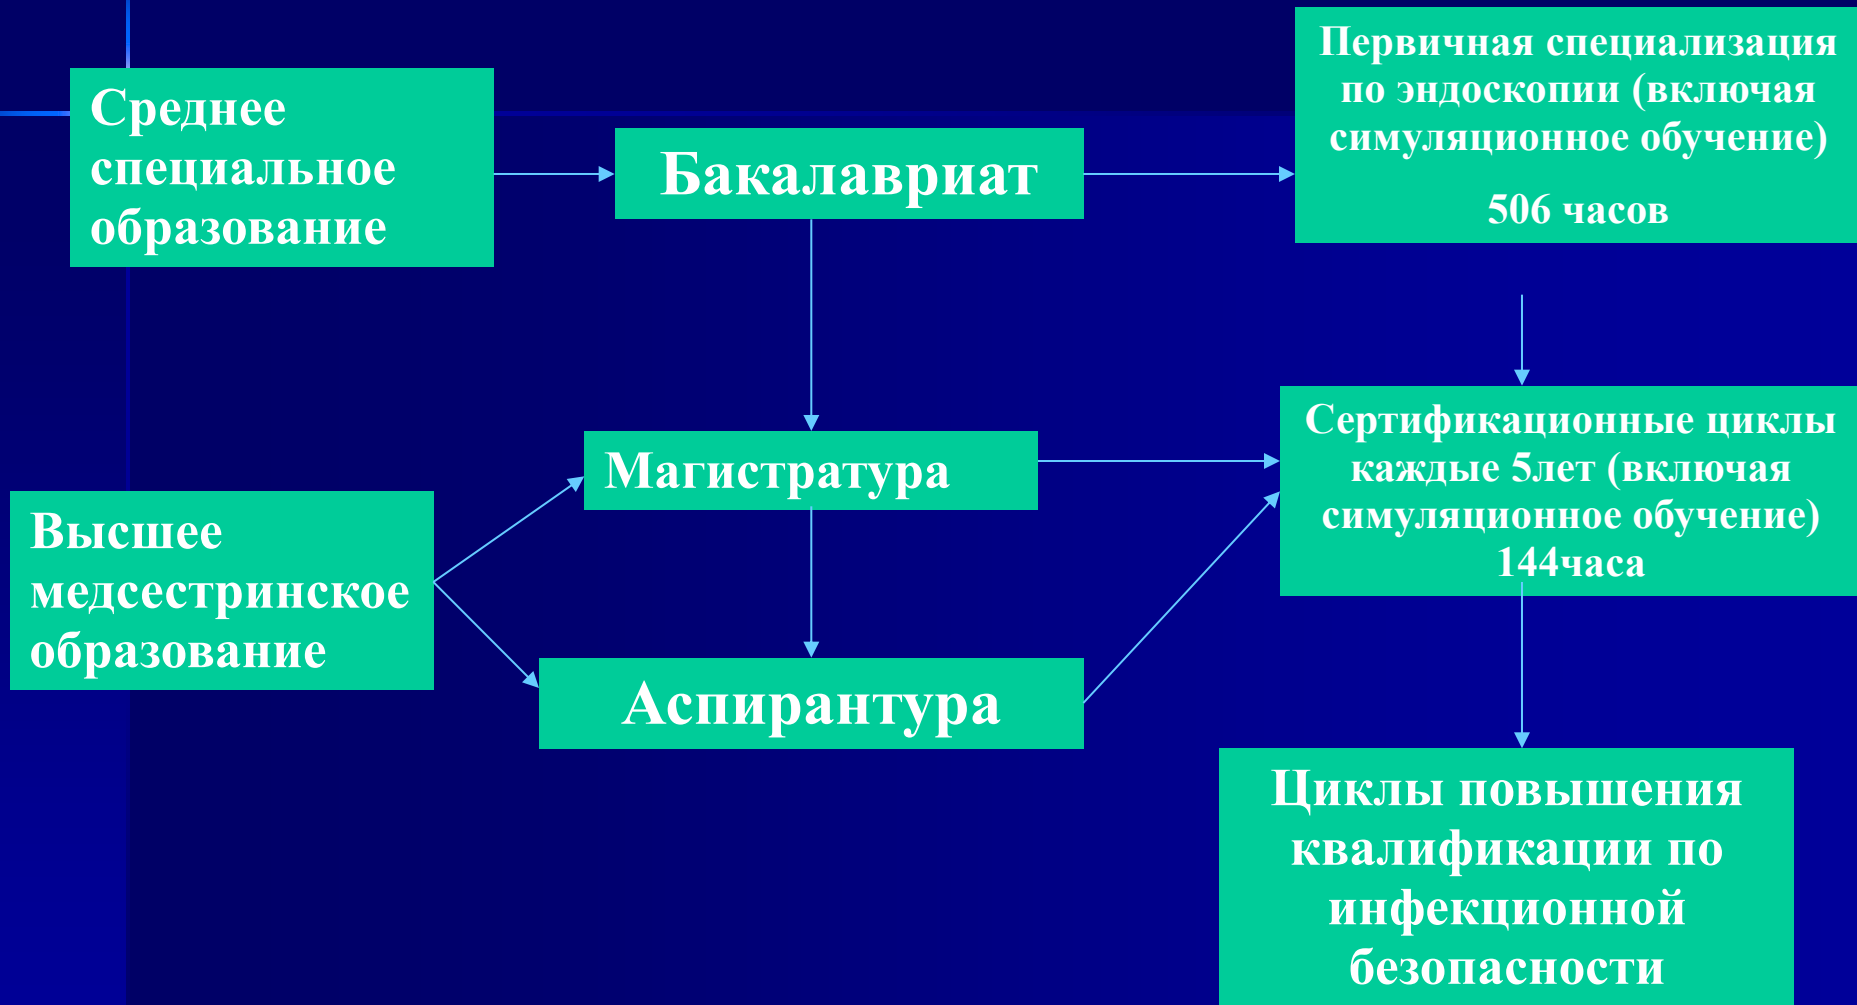 Среднее
специальное
образование
Бакалавриат
Первичная специализация
по эндоскопии (включая
симуляционное обучение)
506 часов
Высшее
медсестринское
образование
Магистратура
Аспирантура
Сертификационные циклы
каждые 5лет (включая
симуляционное обучение)
144часа
Циклы повышения
квалификации по
инфекционной
безопасности